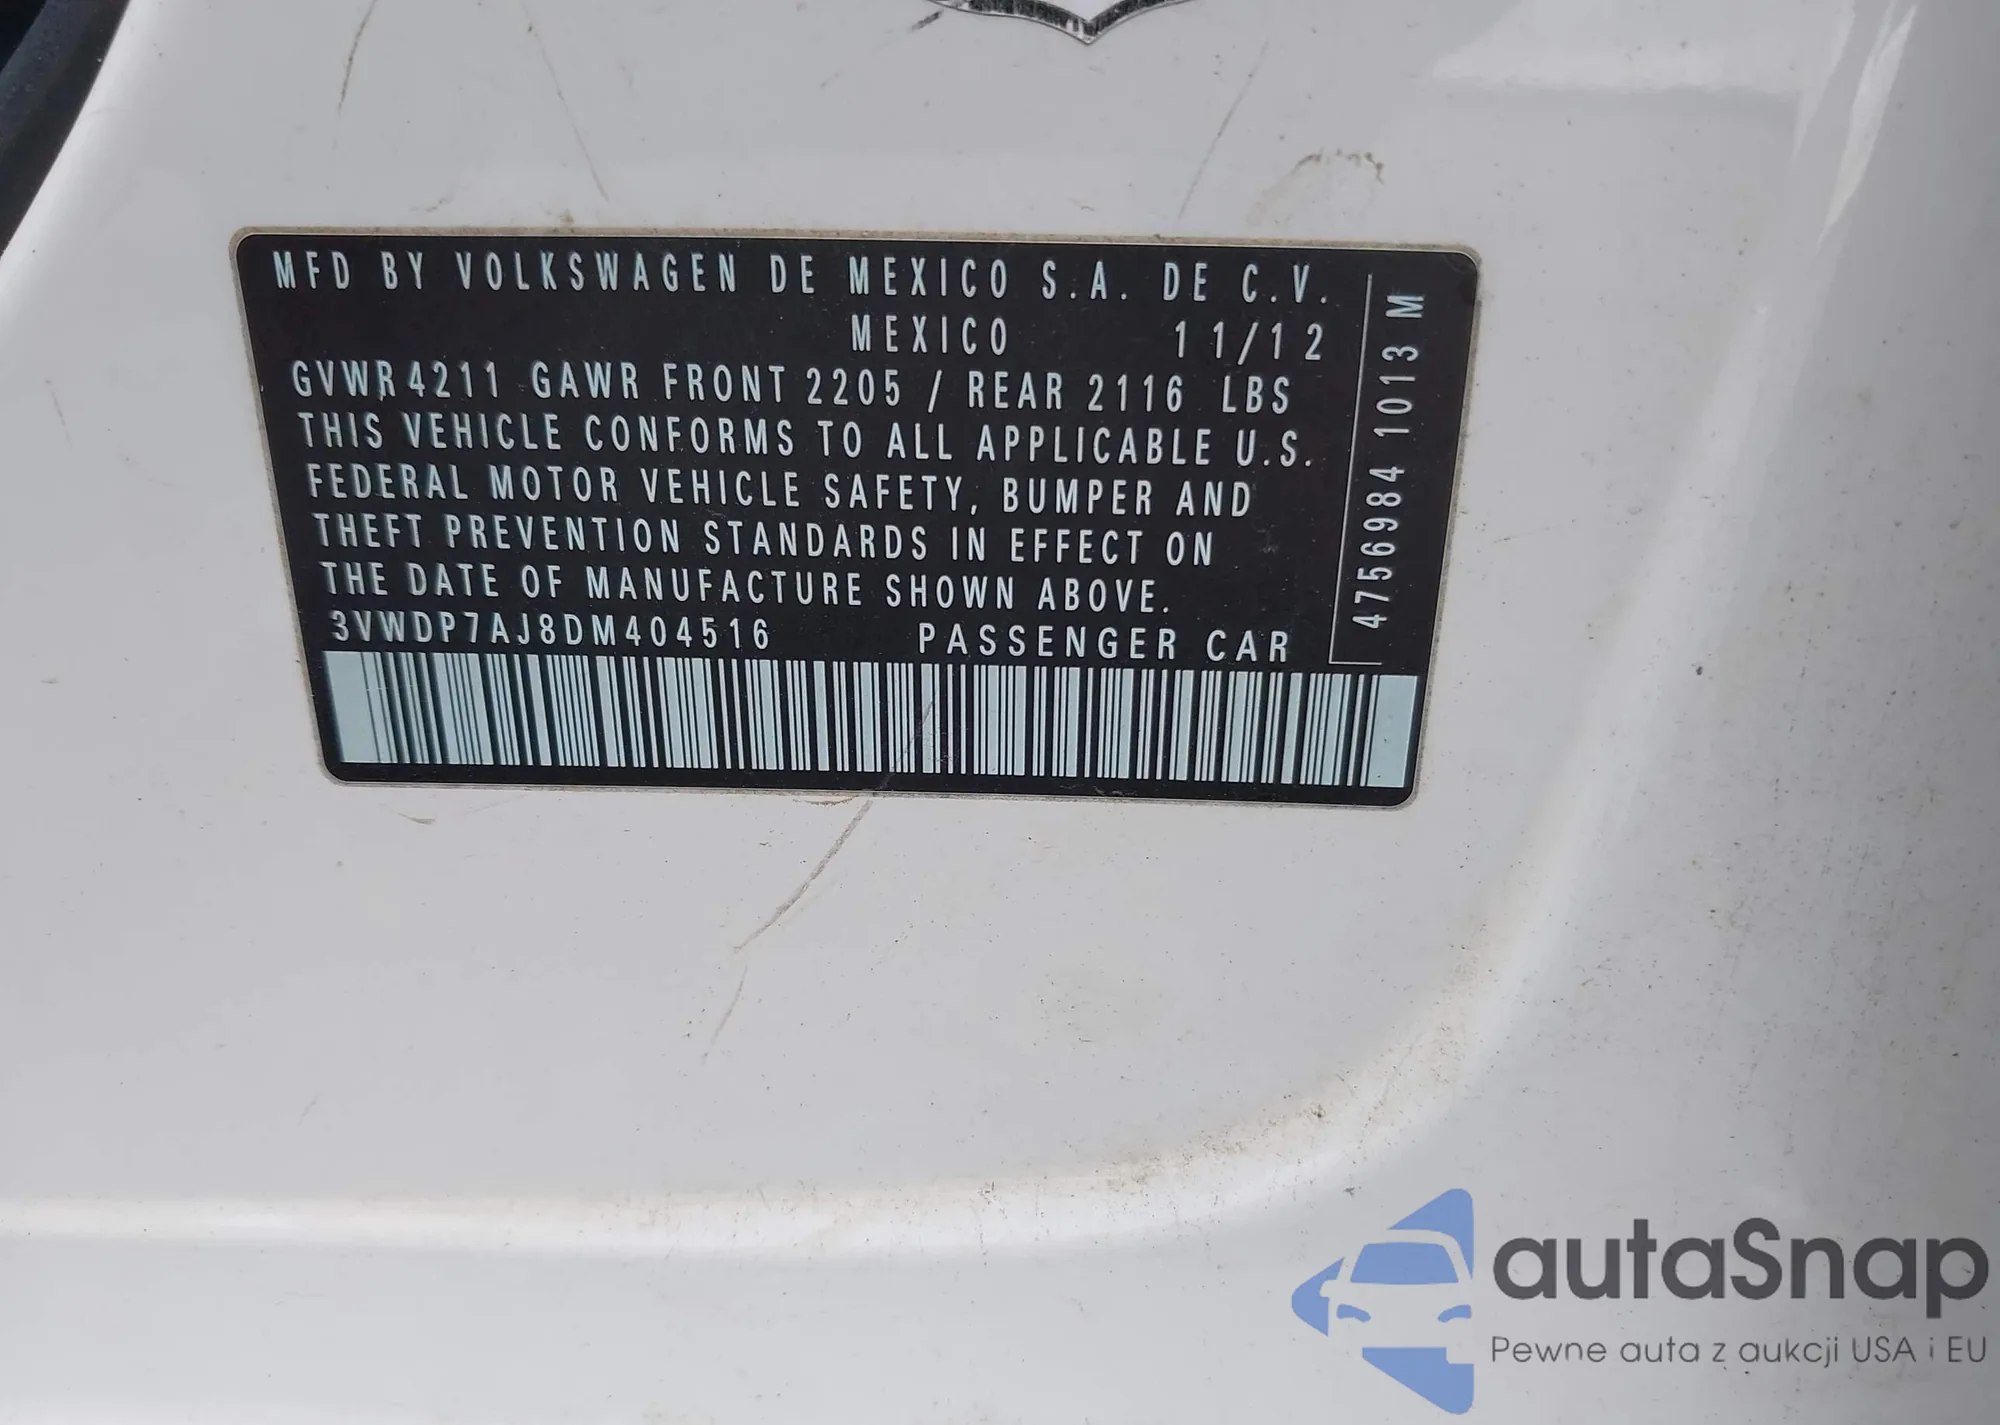 MFD BY VOLKSWAGEN DE MEXICO S.A. DE C.V.
MEXICO 11/12
GVWR 4211 GAWR FRONT 2205 / REAR 2116 LBS
THIS VEHICLE CONFORMS TO ALL APPLICABLE U.S.
FEDERAL MOTOR VEHICLE SAFETY, BUMPER AND
THEFT PREVENTION STANDARDS IN EFFECT ON
THE DATE OF MANUFACTURE SHOWN ABOVE.
3VWDP7AJ8DM404516 PASSENGER CAR
4756984 1013 M
autaSnap
Pewne auta z aukcji USA i EU